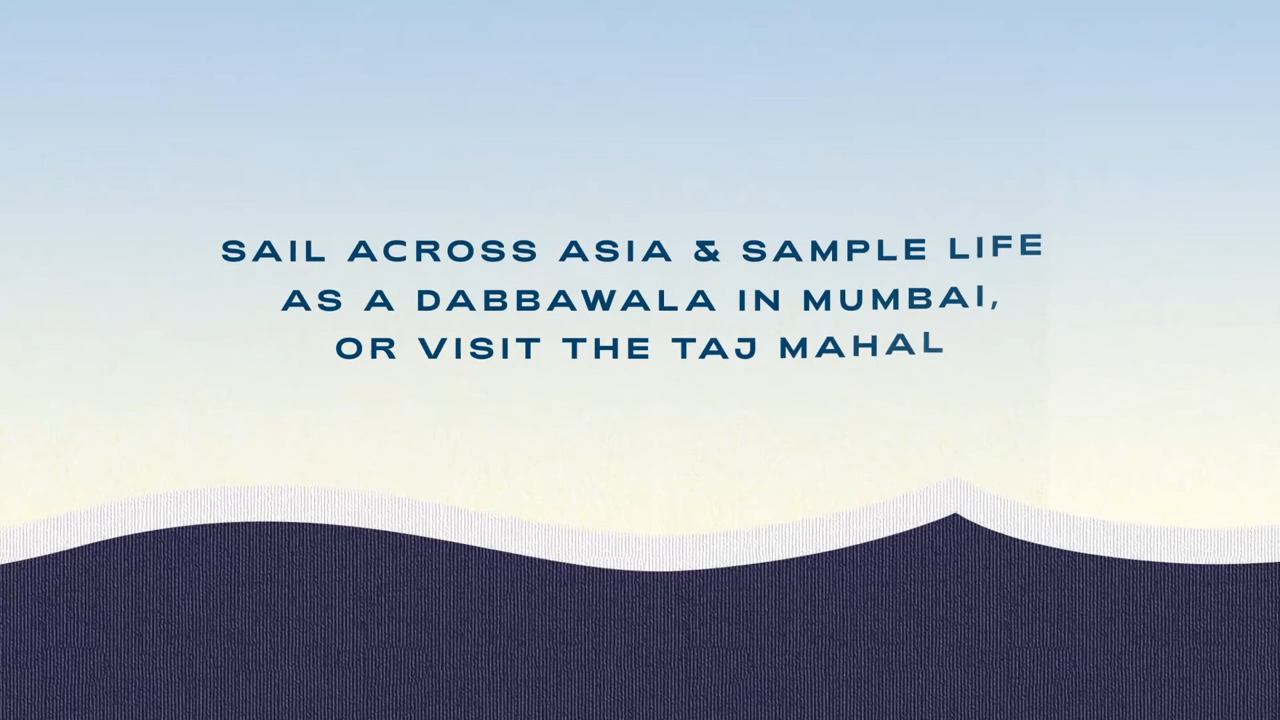 SAIL ACROSS ASIA & SAMPLE LIFE
AS A DABBAWALA IN MUMBAI,
OR VISIT THE TAJ MAHAL